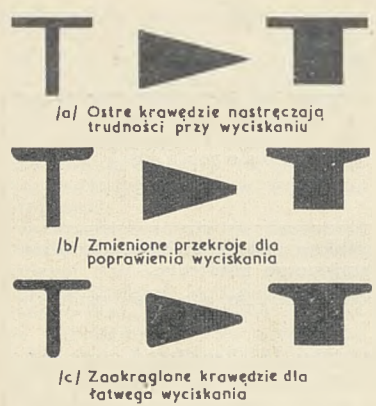 /a/ Ostre krawędzie nastręczają
trudności przy wyciskaniu
/b/ Zmienione przekroje dla
poprawienia wyciskania
/c/ Zaokrąglone krawędzie dla
łatwego wyciskania